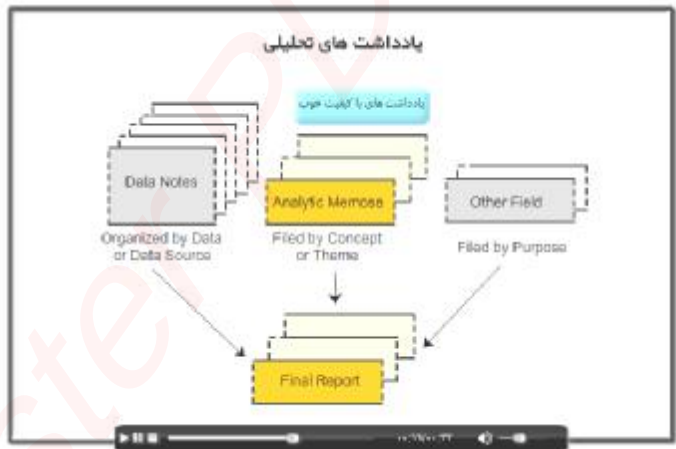 یادداشت های تحلیلی
یادداشت های با کیفیت خوب
Data Notes
Analytic Memose
Other Field
Organized by Data
or Data Source
Filed by Concept
or Theme
Filed by Purpose
Final Report